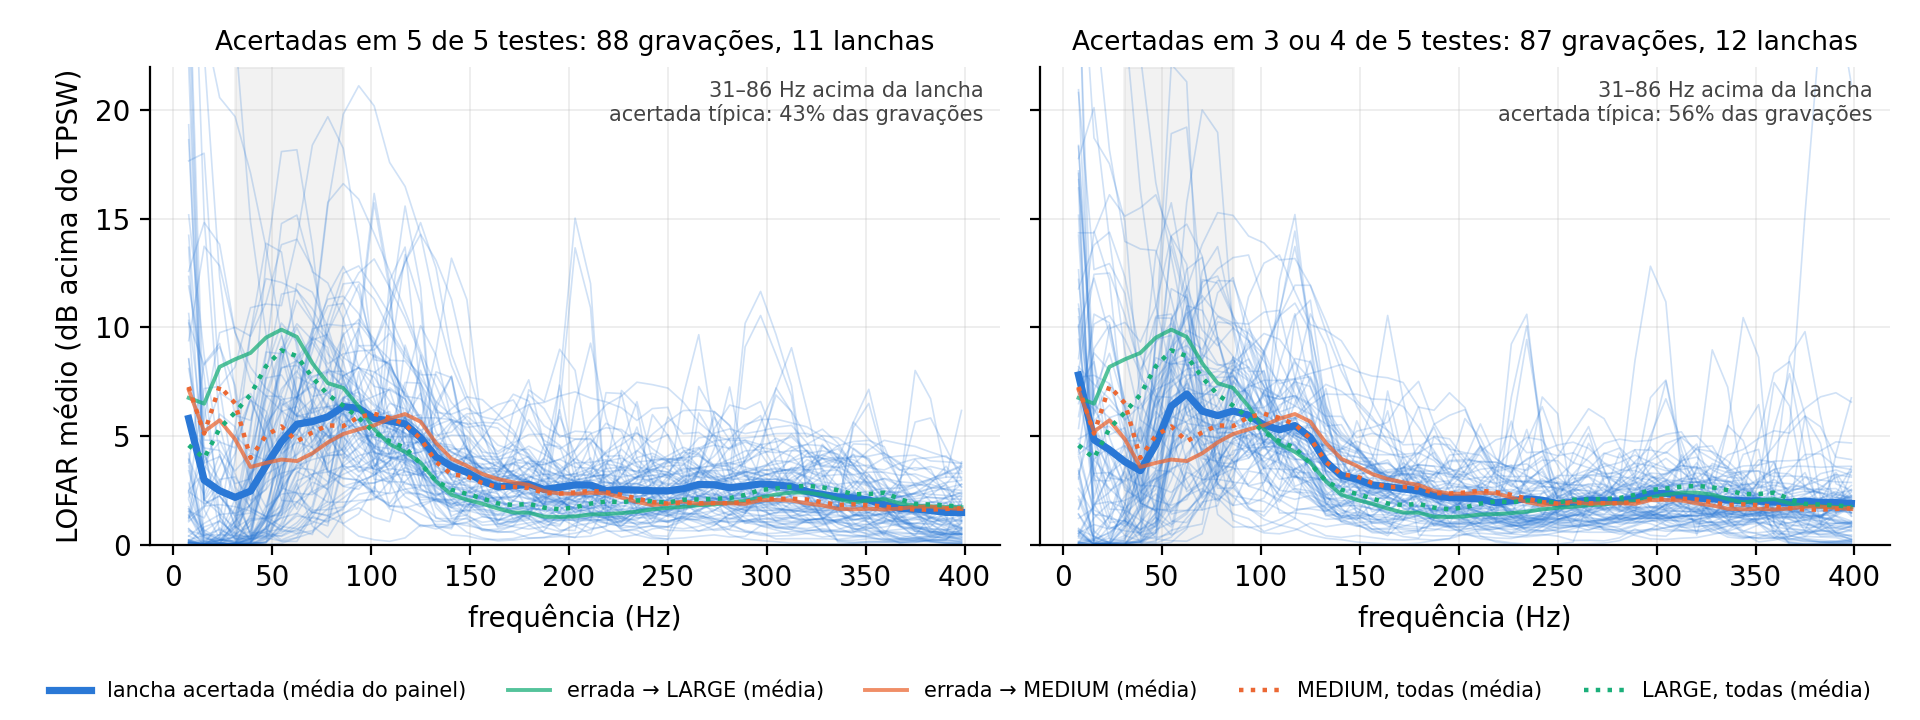 Acertadas em 5 de 5 testes: 88 gravações, 11 lanchas
Acertadas em 3 ou 4 de 5 testes: 87 gravações, 12 lanchas
LOFAR médio (dB acima do TPSW)
20
15
10
5
0
31–86 Hz acima da lancha
acertada típica: 43% das gravações
31–86 Hz acima da lancha
acertada típica: 56% das gravações
0 50 100 150 200 250 300 350 400
0 50 100 150 200 250 300 350 400
frequência (Hz)
frequência (Hz)
lancha acertada (média do painel)
errada → LARGE (média)
errada → MEDIUM (média)
MEDIUM, todas (média)
LARGE, todas (média)